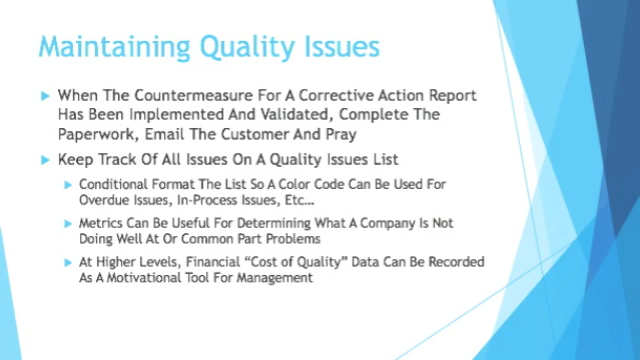 Maintaining Quality Issues
When The Countermeasure For A Corrective Action Report
Has Been Implemented And Validated, Complete The
Paperwork, Email The Customer And Pray
Keep Track Of All Issues On A Quality Issues List
Conditional Format The List So A Color Code Can Be Used For
Overdue Issues, In-Process Issues, Etc…
Metrics Can Be Useful For Determining What A Company Is Not
Doing Well At Or Common Part Problems
At Higher Levels, Financial “Cost of Quality” Data Can Be Recorded
As A Motivational Tool For Management